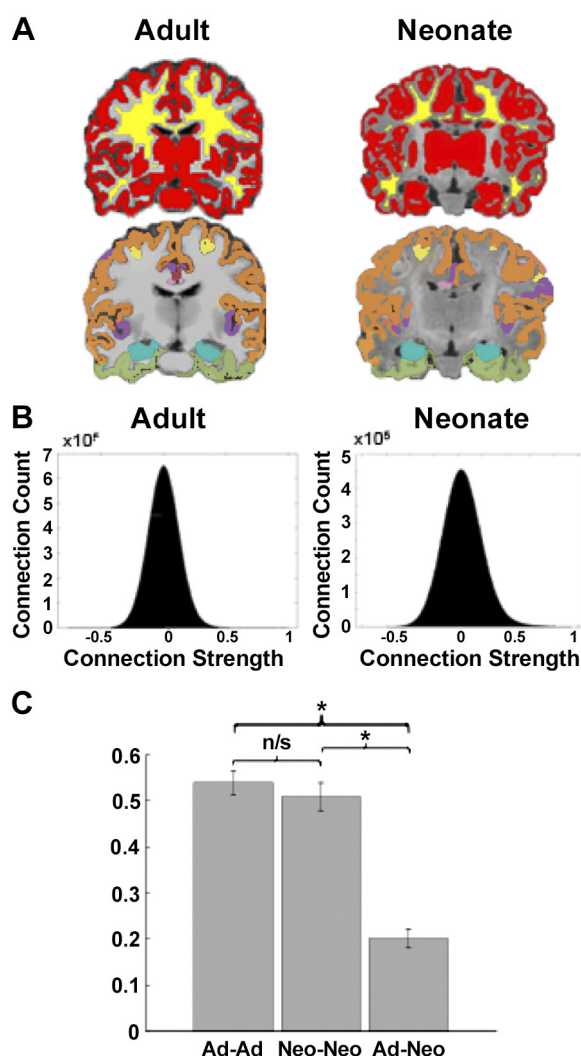 A Adult Neonate
B Adult Neonate
x10⁵
7
6
5
4
3
2
1
0
Connection Count
-0.5 0 0.5 1
Connection Strength
x10⁵
5
4
3
2
1
0
Connection Count
-0.5 0 0.5 1
Connection Strength
C
*
n/s *
0.6
0.5
0.4
0.3
0.2
0.1
0
Ad-Ad Neo-Neo Ad-Neo